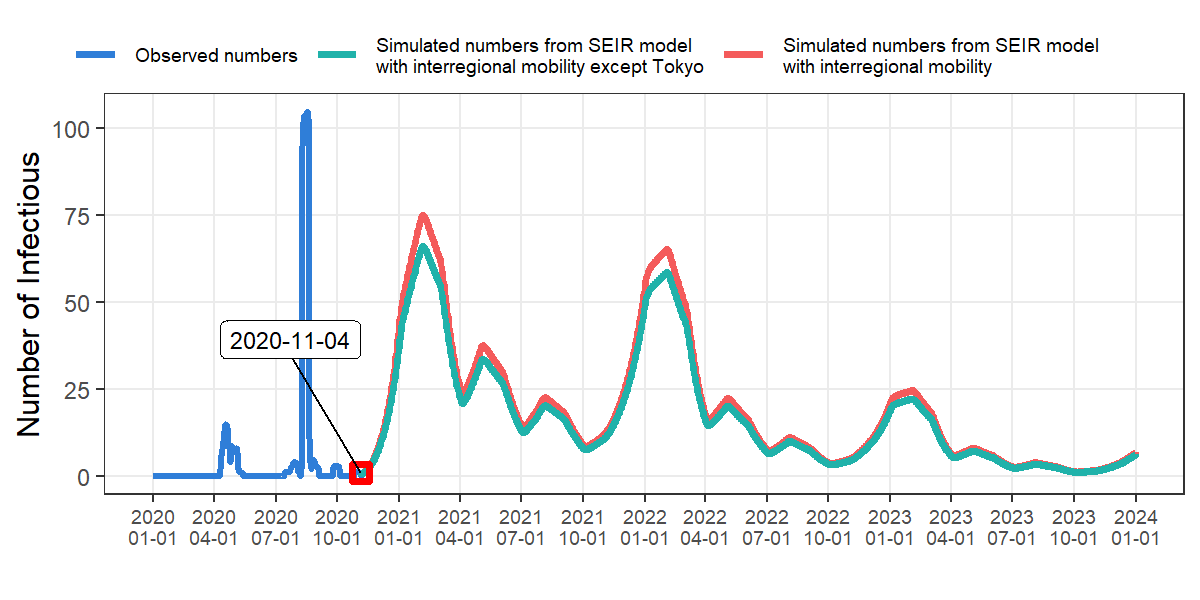 Observed numbers
Simulated numbers from SEIR model
with interregional mobility except Tokyo
Simulated numbers from SEIR model
with interregional mobility
Number of Infectious
100
75
50
25
0
2020-11-04
2020 2020 2020 2020 2021 2021 2021 2021 2022 2022 2022 2022 2023 2023 2023 2023 2024
01-01 04-01 07-01 10-01 01-01 04-01 07-01 10-01 01-01 04-01 07-01 10-01 01-01 04-01 07-01 10-01 01-01